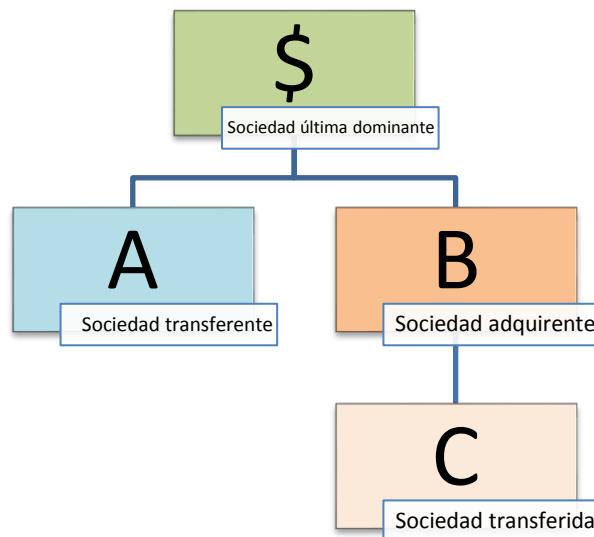 $
Sociedad última dominante
A
Sociedad transferente
B
Sociedad adquirente
C
Sociedad transferida